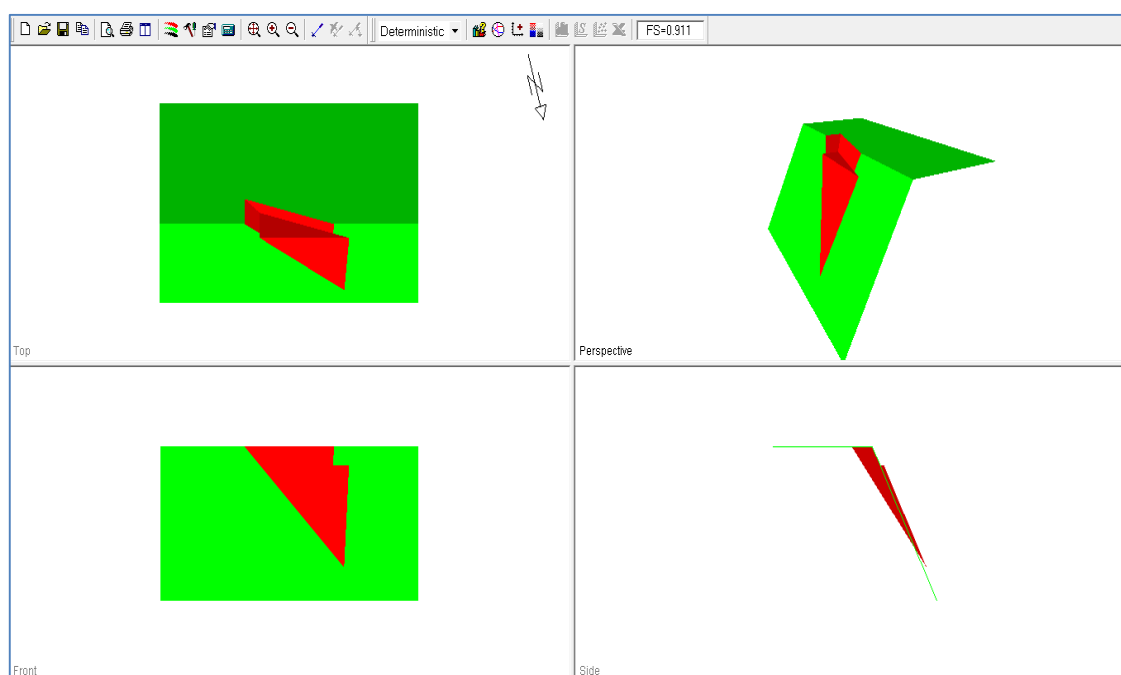 Deterministic FS=0.911
N
Top
Perspective
Front
Side